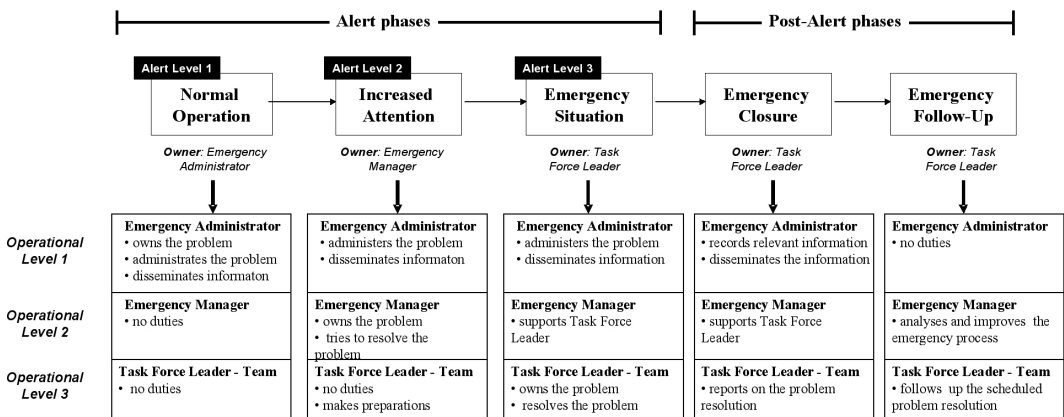 Alert phases
Post-Alert phases
Alert Level 1
Alert Level 2
Alert Level 3
Normal
Operation
Increased
Attention
Emergency
Situation
Emergency
Closure
Emergency
Follow-Up
Owner: Emergency
Administrator
Owner: Emergency
Manager
Owner: Task
Force Leader
Owner: Task
Force Leader
Owner: Task
Force Leader
Operational
Level 1
Emergency Administrator
• owns the problem
• administrates the problem
• disseminates informaton
Emergency Administrator
• administers the problem
• disseminates informaton
Emergency Administrator
• administers the problem
• disseminates information
Emergency Administrator
• records relevant information
• disseminates the information
Emergency Administrator
• no duties
Operational
Level 2
Emergency Manager
• no duties
Emergency Manager
• owns the problem
• tries to resolve the
problem
Emergency Manager
• supports Task Force
Leader
Emergency Manager
• supports Task Force
Leader
Emergency Manager
• analyses and improves the
emergency process
Operational
Level 3
Task Force Leader - Team
• no duties
Task Force Leader - Team
• no duties
• makes preparations
Task Force Leader - Team
• owns the problem
• resolves the problem
Task Force Leader - Team
• reports on the problem
resolution
Task Force Leader - Team
• follows up the scheduled
problem resolution